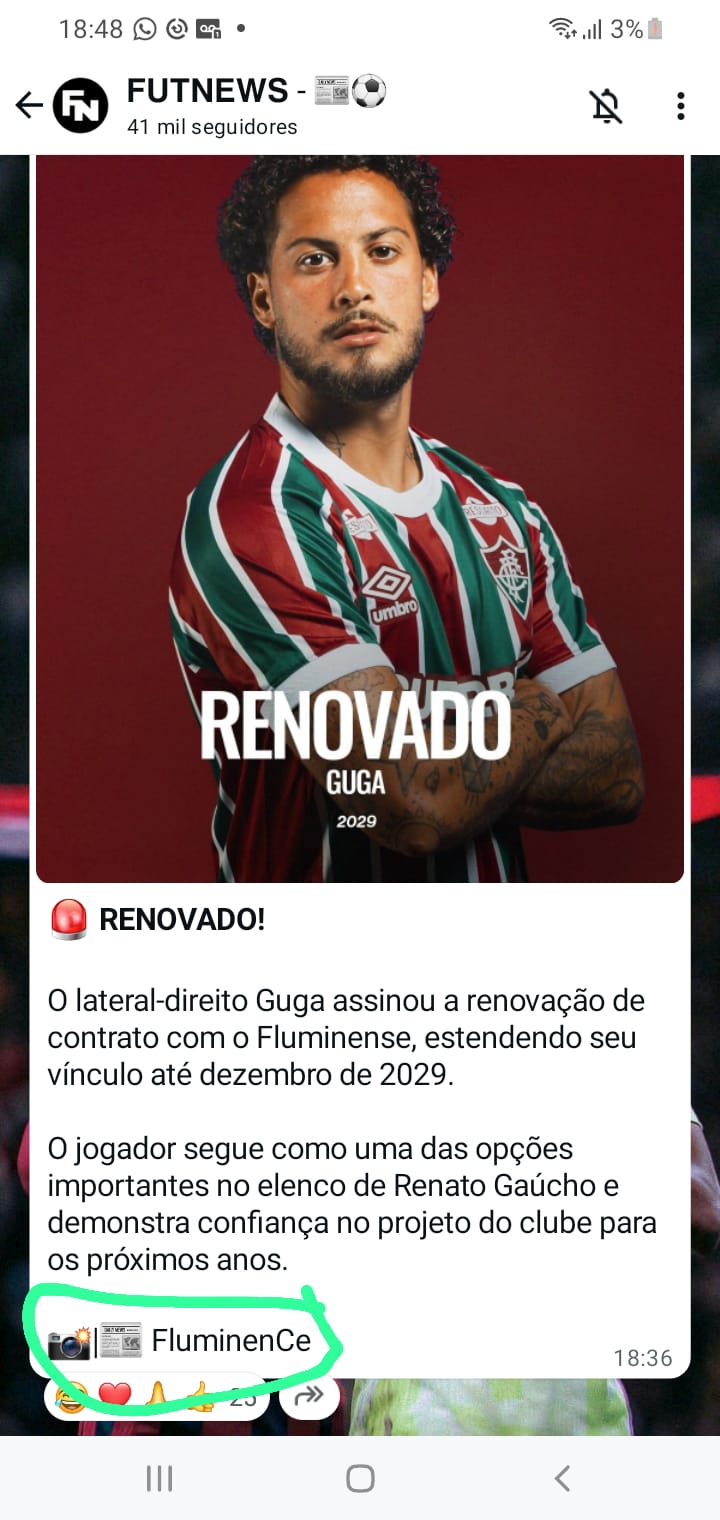 18:48 3%
FUTNEWS -
41 mil seguidores
umbro
RENOVADO
GUGA
2029
RENOVADO!
O lateral-direito Guga assinou a renovação de
contrato com o Fluminense, estendendo seu
vínculo até dezembro de 2029.
O jogador segue como uma das opções
importantes no elenco de Renato Gaúcho e
demonstra confiança no projeto do clube para
os próximos anos.
| FluminenCe
18:36